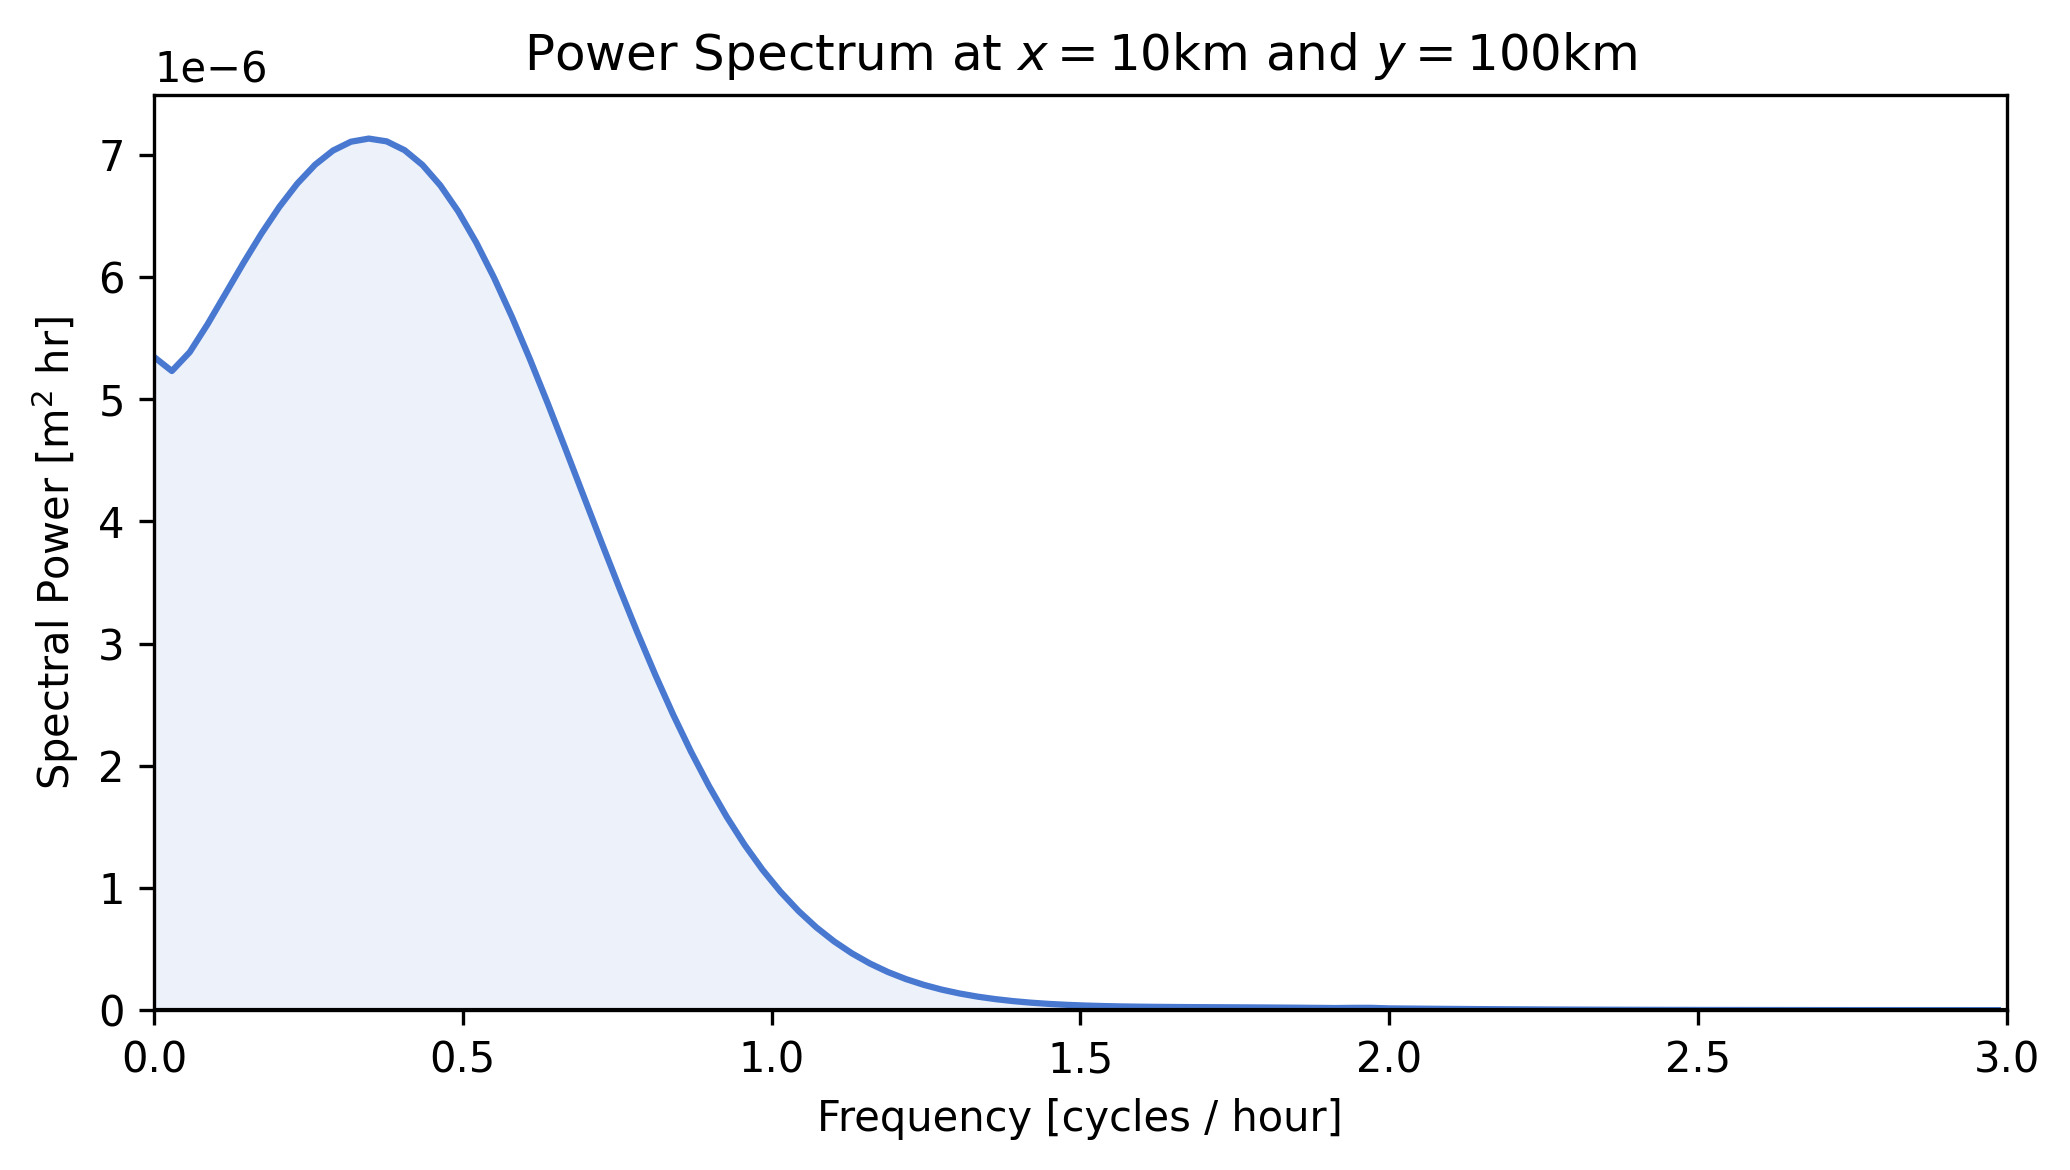 Power Spectrum at x = 10km and y = 100km
1e−6
7
6
5
4
3
2
1
0
Spectral Power [m² hr]
0.0 0.5 1.0 1.5 2.0 2.5 3.0
Frequency [cycles / hour]